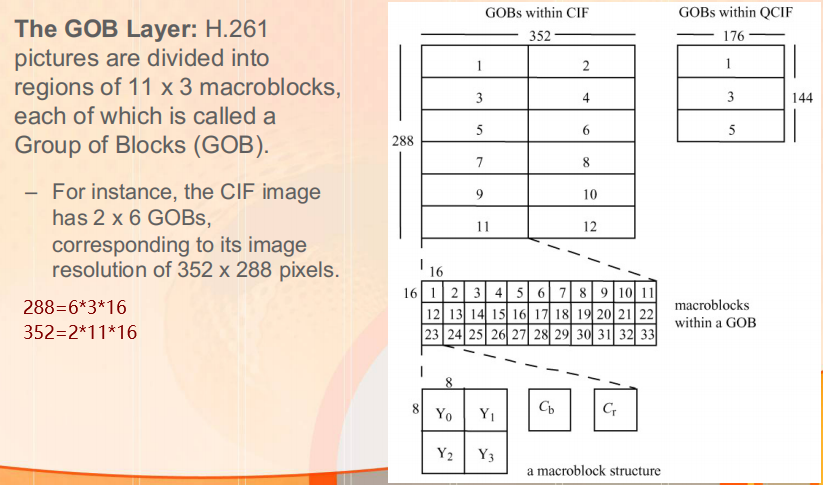 The GOB Layer: H.261
pictures are divided into
regions of 11 x 3 macroblocks,
each of which is called a
Group of Blocks (GOB).
– For instance, the CIF image
has 2 x 6 GOBs,
corresponding to its image
resolution of 352 x 288 pixels.
288=6*3*16
352=2*11*16
GOBs within CIF
352
288
1 2
3 4
5 6
7 8
9 10
11 12
GOBs within QCIF
176
144
1
3
5
16
16
1 2 3 4 5 6 7 8 9 10 11
12 13 14 15 16 17 18 19 20 21 22
23 24 25 26 27 28 29 30 31 32 33
macroblocks
within a GOB
8
8
Y0 Y1
Y2 Y3
Cb
Cr
a macroblock structure